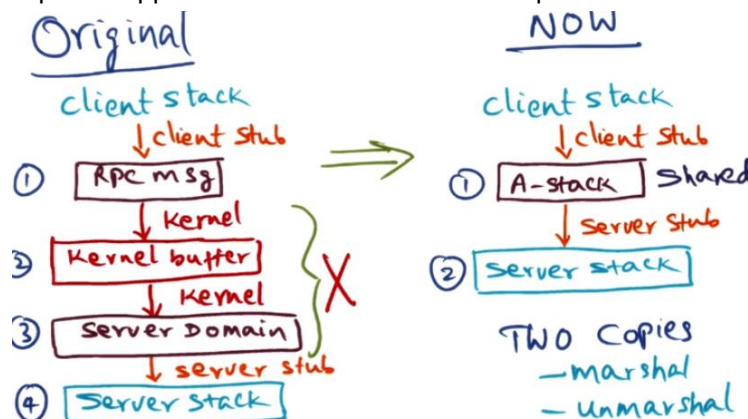 Original
client stack
client stub
① RPC msg
kernel
② Kernel buffer
kernel
③ Server Domain
server stub
④ Server stack
X
NOW
client stack
client stub
① A-stack Shared
server stub
② server stack
TWO COPIES
- marshal
- unmarshal